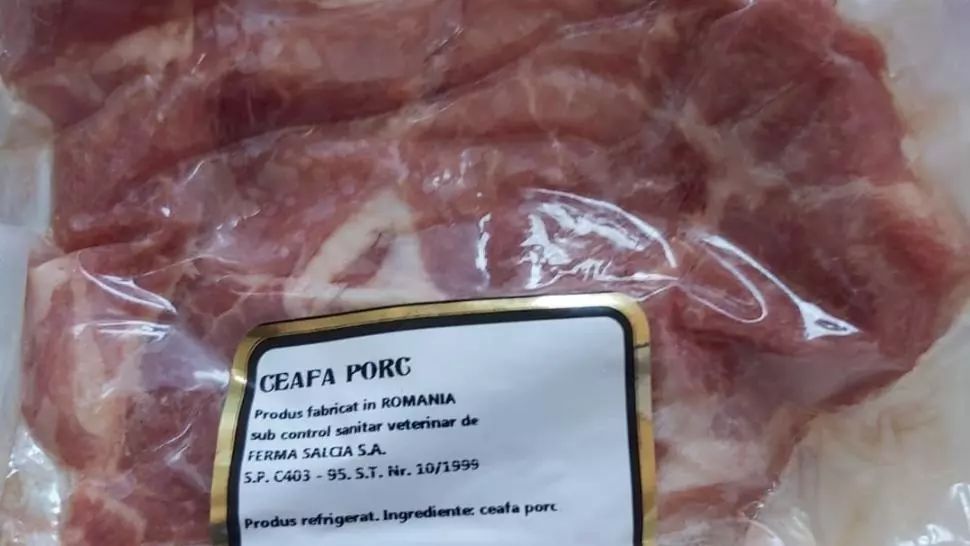 CEAFA PORC
Produs fabricat in ROMANIA
sub control sanitar veterinar de
FERMA SALCIA S.A.
S.P. C403 - 95. S.T. Nr. 10/1999
Produs refrigerat. Ingrediente: ceafa porc